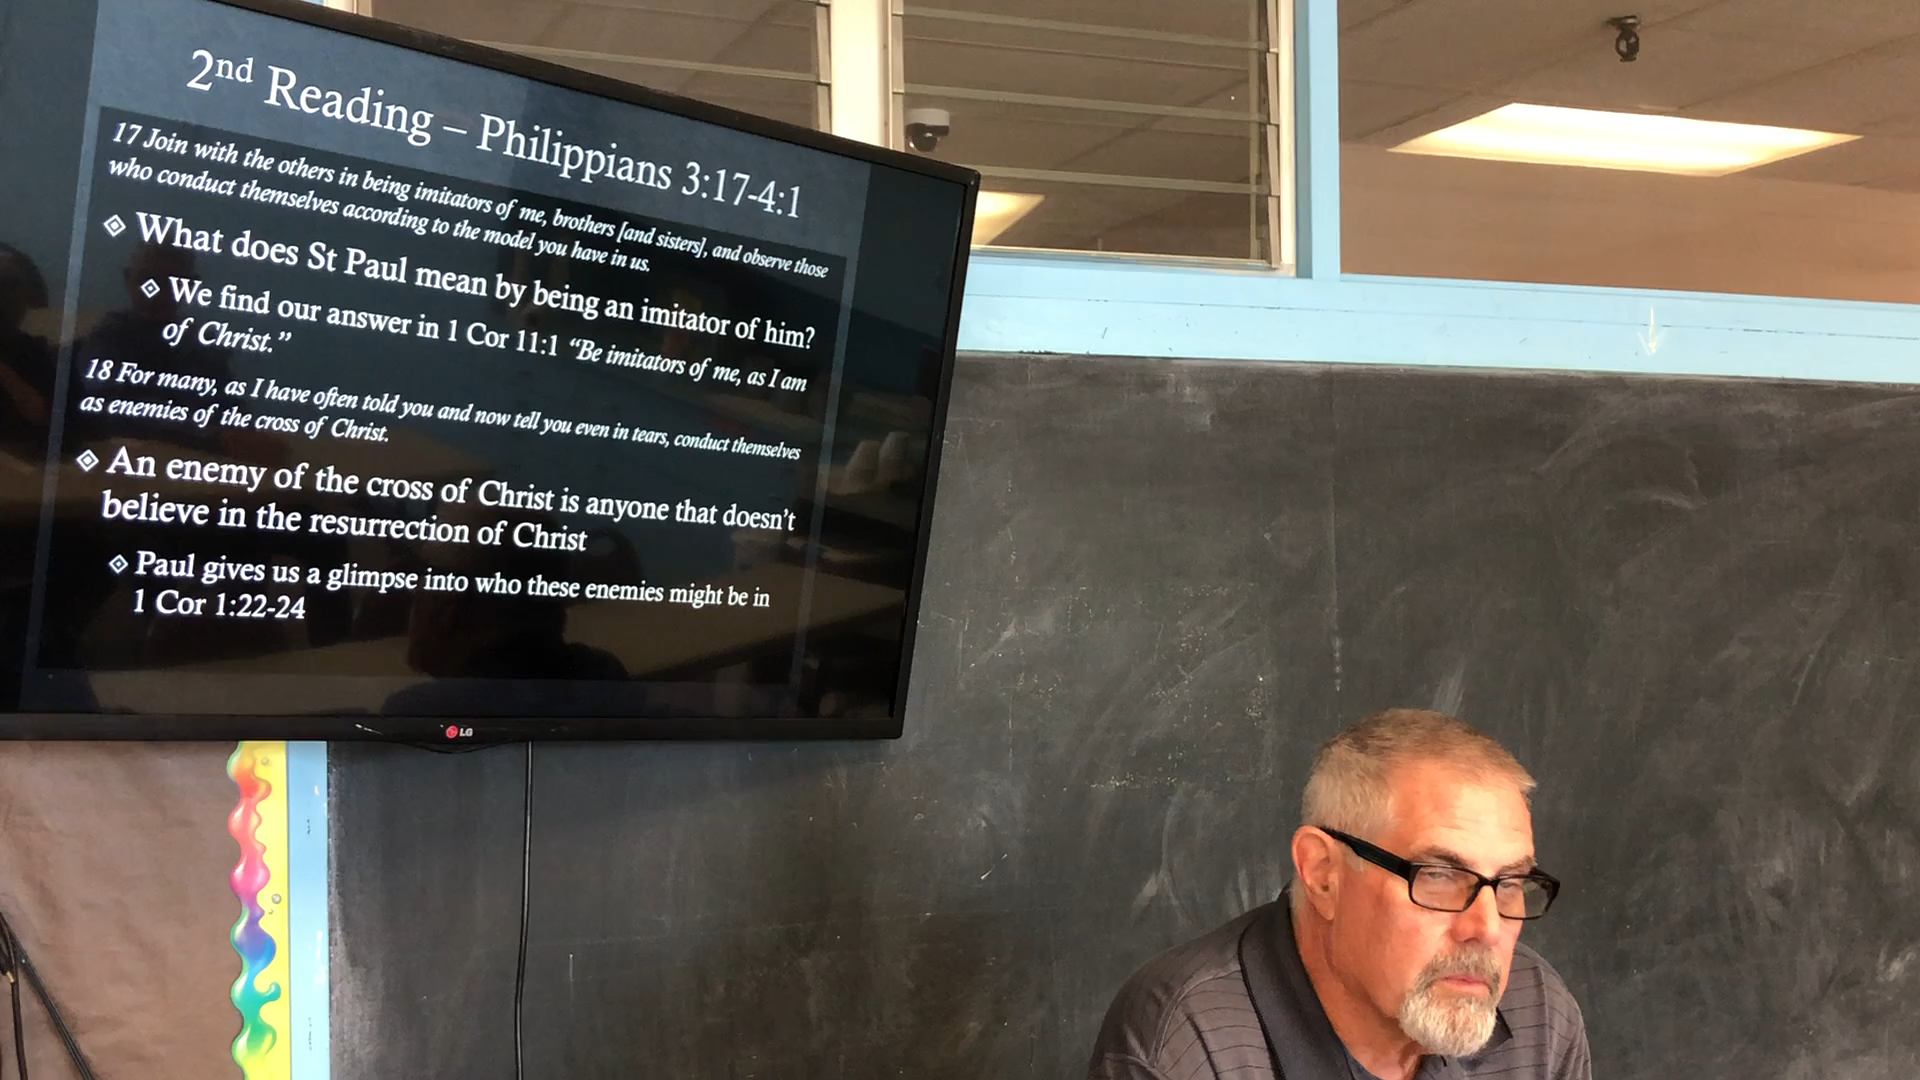 2nd Reading – Philippians 3:17-4:1
17 Join with the others in being imitators of me, brothers [and sisters], and observe those
who conduct themselves according to the model you have in us.
What does St Paul mean by being an imitator of him?
We find our answer in 1 Cor 11:1 “Be imitators of me, as I am
of Christ.”
18 For many, as I have often told you and now tell you even in tears, conduct themselves
as enemies of the cross of Christ.
An enemy of the cross of Christ is anyone that doesn’t
believe in the resurrection of Christ
Paul gives us a glimpse into who these enemies might be in
1 Cor 1:22-24
LG